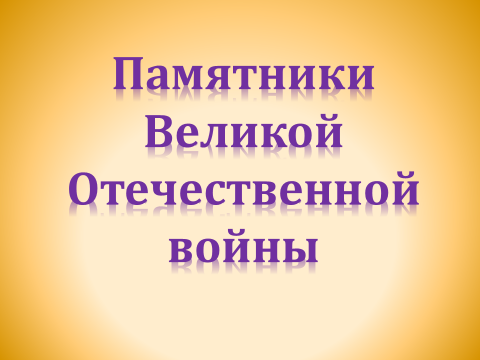 Памятники
Великой
Отечественной
войны